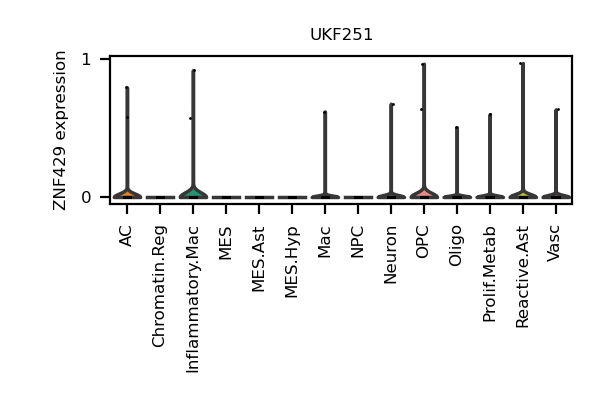 UKF251
ZNF429 expression
1
0
AC
Chromatin.Reg
Inflammatory.Mac
MES
MES.Ast
MES.Hyp
Mac
NPC
Neuron
OPC
Oligo
Prolif.Metab
Reactive.Ast
Vasc